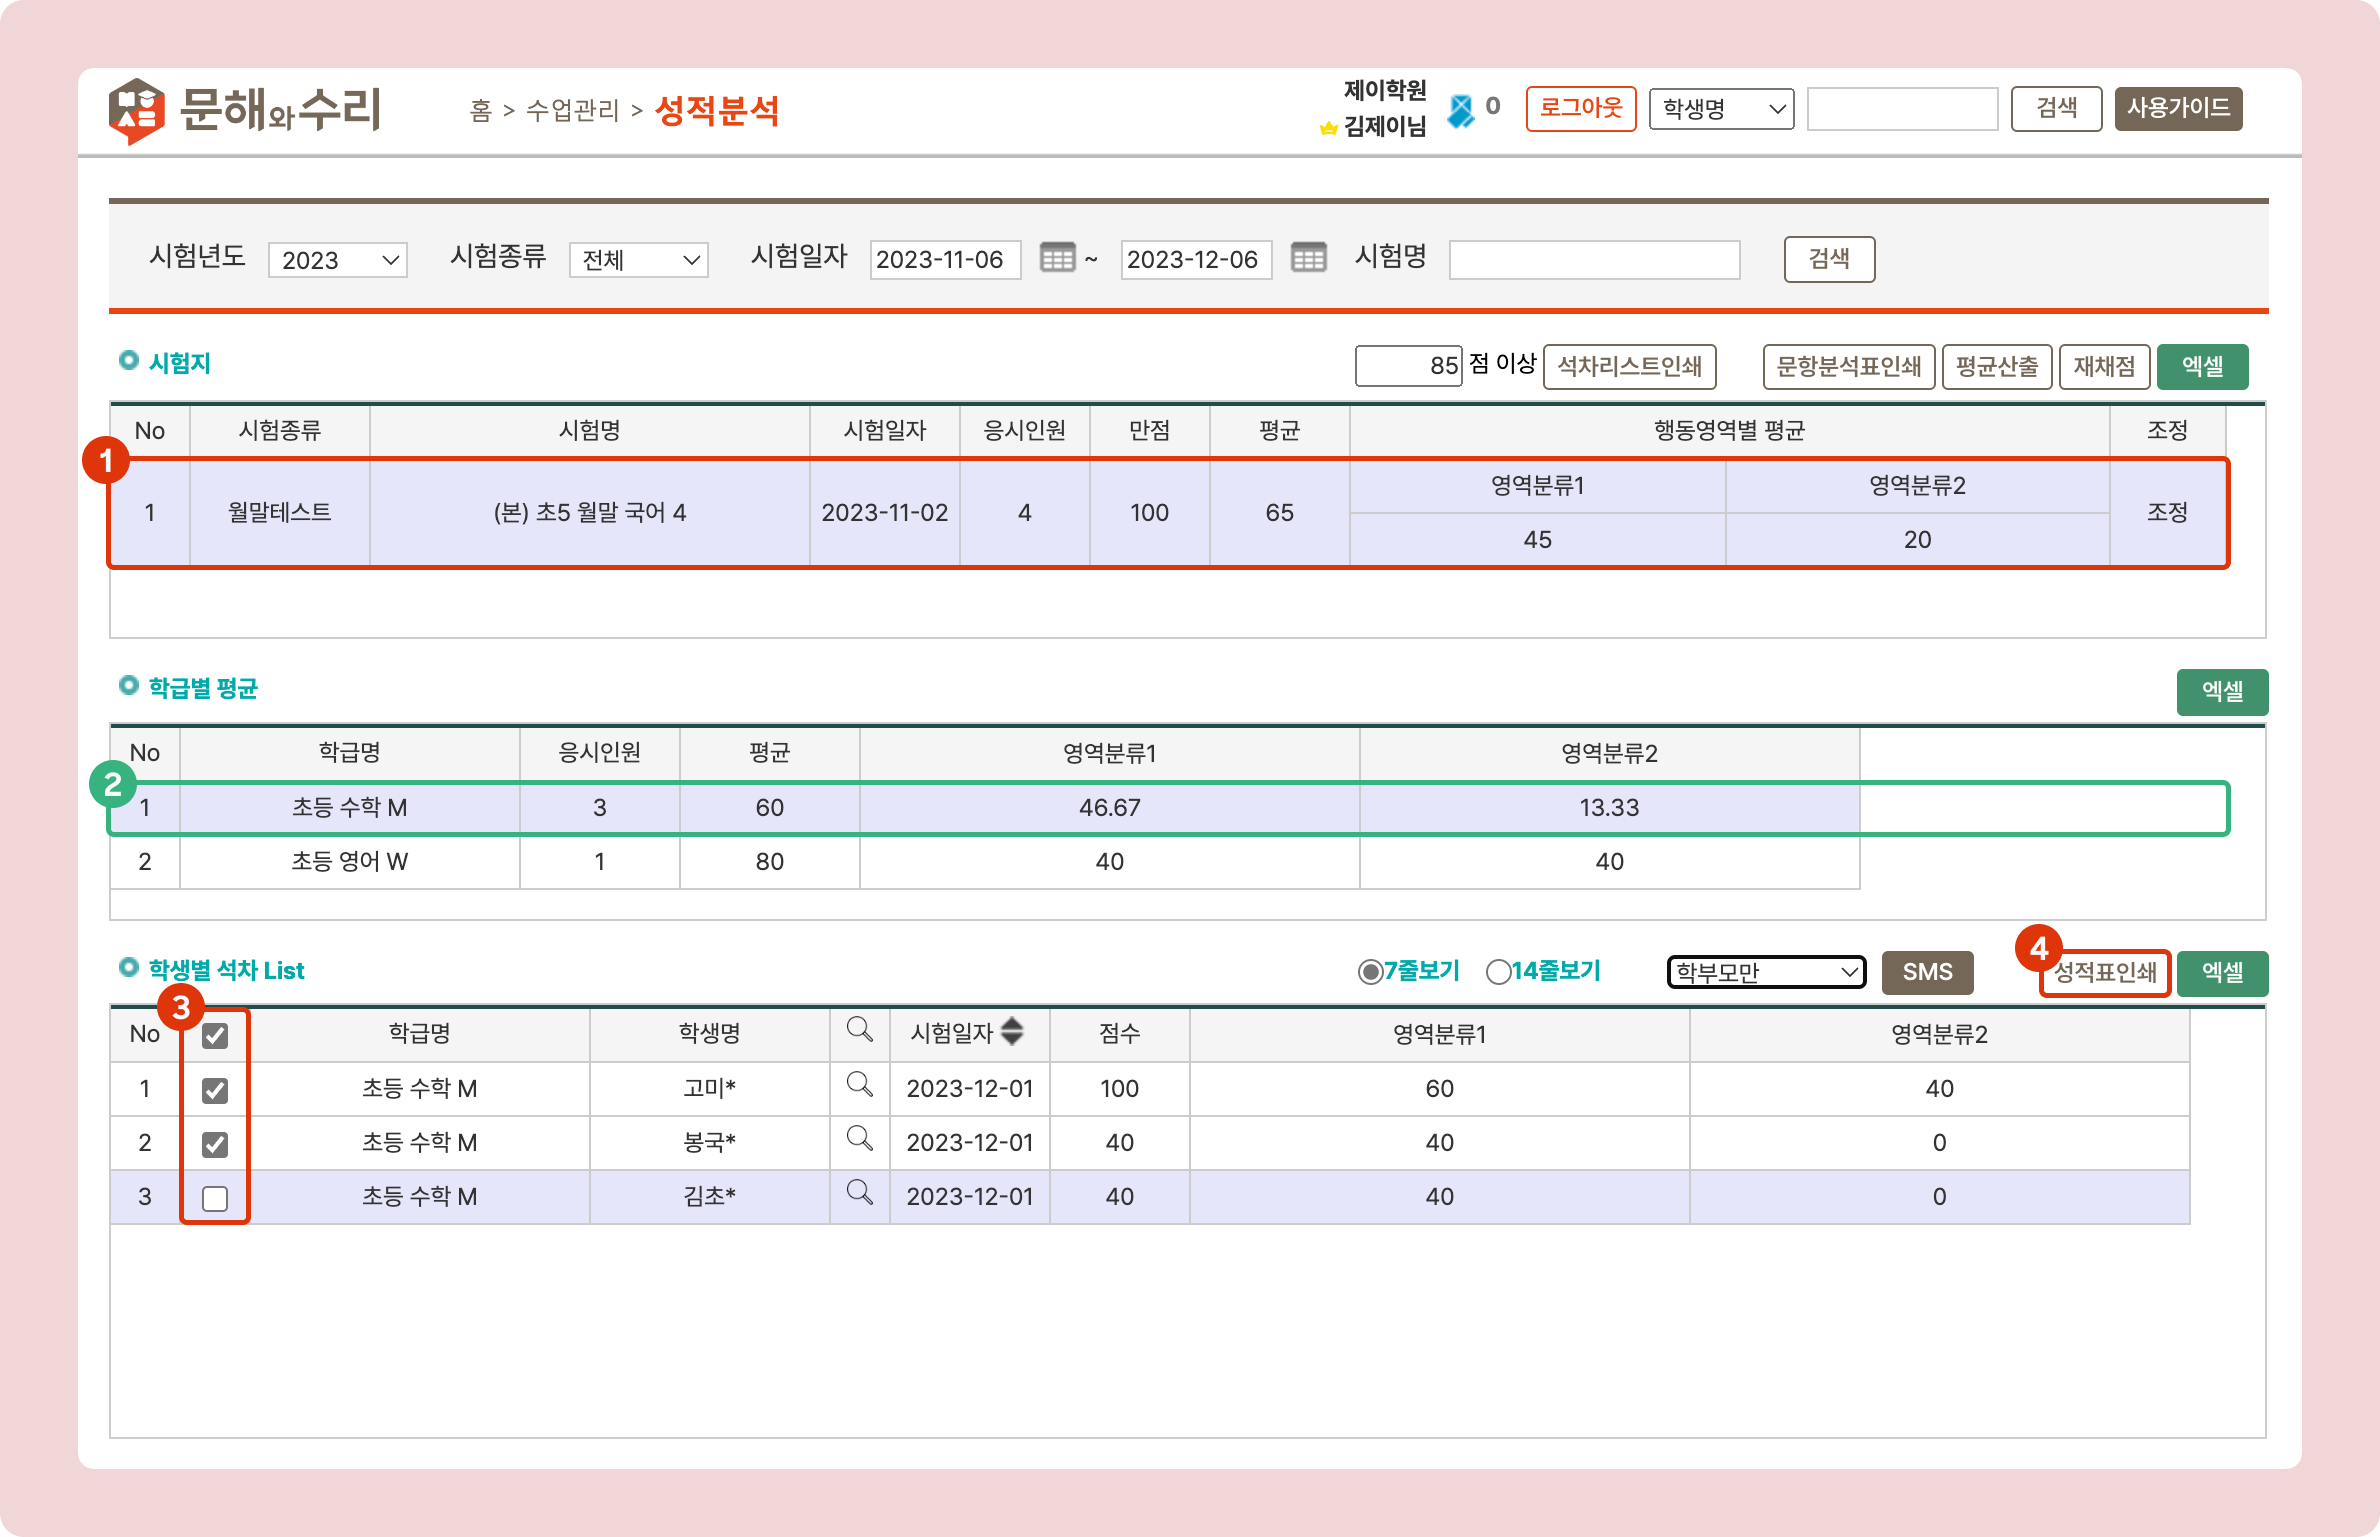 문해와수리
홈 > 수업관리 > 성적분석
제이학원
김제이님
0
로그아웃
학생명
검색
사용가이드
시험년도 2023 시험종류 전체 시험일자 2023-11-06 ~ 2023-12-06 시험명 검색
시험지
85 점 이상 석차리스트인쇄 문항분석표인쇄 평균산출 재채점 엑셀
No 시험종류 시험명 시험일자 응시인원 만점 평균 행동영역별 평균 조정
1
영역분류1 영역분류2
1 월말테스트 (본) 초5 월말 국어 4 2023-11-02 4 100 65 조정
45 20
학급별 평균 엑셀
No 학급명 응시인원 평균 영역분류1 영역분류2
2
1 초등 수학 M 3 60 46.67 13.33
2 초등 영어 W 1 80 40 40
4
학생별 석차 List 7줄보기 14줄보기 학부모만 SMS 성적표인쇄 엑셀
3
No 학급명 학생명 시험일자 점수 영역분류1 영역분류2
1 초등 수학 M 고미* 2023-12-01 100 60 40
2 초등 수학 M 봉국* 2023-12-01 40 40 0
3 초등 수학 M 김초* 2023-12-01 40 40 0